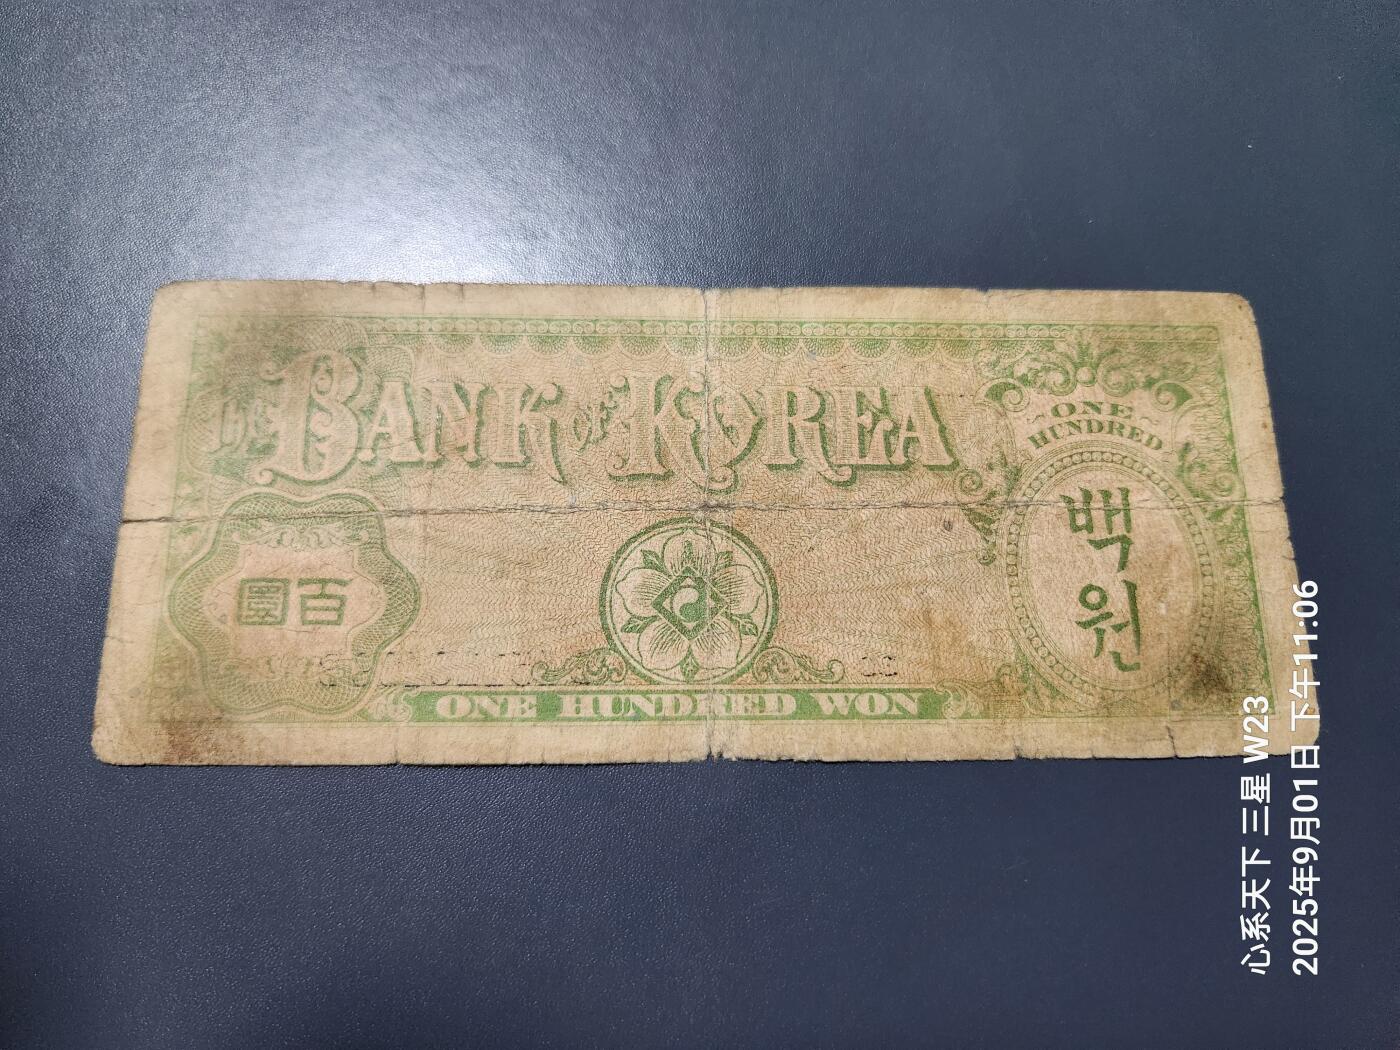 The BANK OF KOREA
ONE
HUNDRED
백
원
圜百
ONE HUNDRED WON
心系天下 三星 W23
2025年9月01日 下午11:06